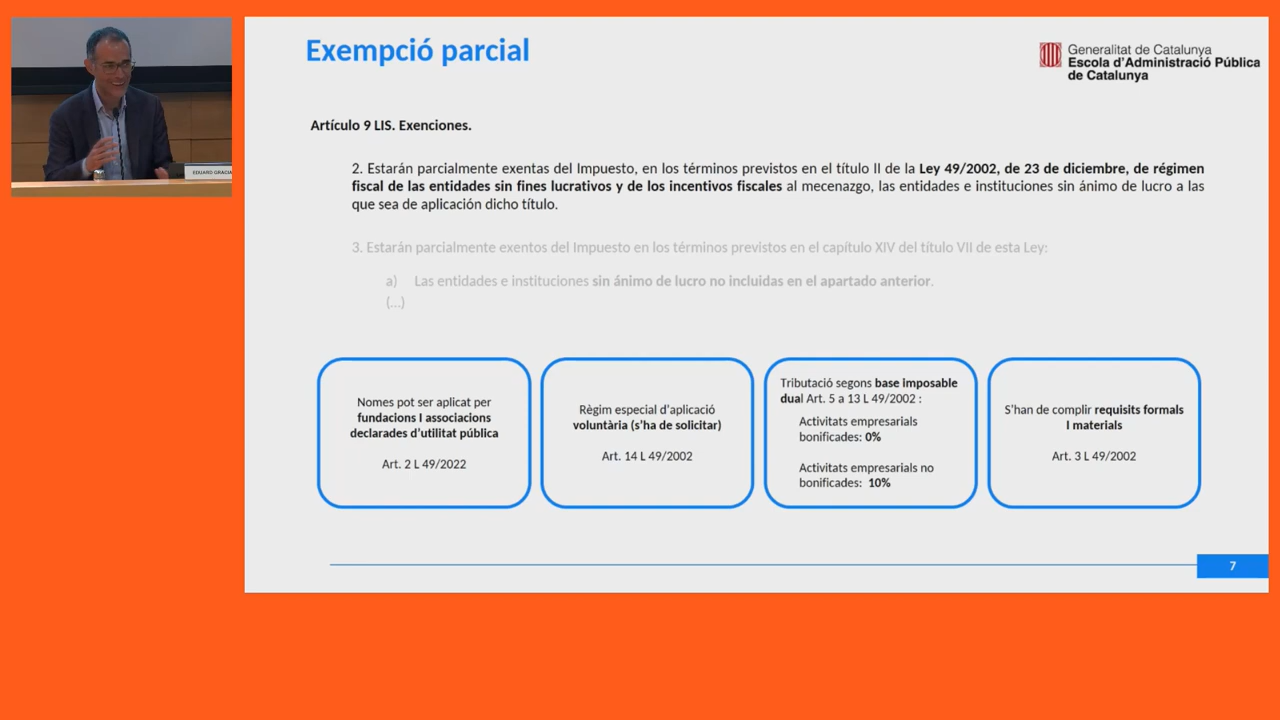 Exempció parcial
Generalitat de Catalunya
Escola d'Administració Pública
de Catalunya
EDUARD GRACIA
Artículo 9 LIS. Exenciones.
2. Estarán parcialmente exentas del Impuesto, en los términos previstos en el título II de la Ley 49/2002, de 23 de diciembre, de régimen
fiscal de las entidades sin fines lucrativos y de los incentivos fiscales al mecenazgo, las entidades e instituciones sin ánimo de lucro a las
que sea de aplicación dicho título.
3. Estarán parcialmente exentos del Impuesto en los términos previstos en el capítulo XIV del título VII de esta Ley:
a) Las entidades e instituciones sin ánimo de lucro no incluidas en el apartado anterior.
(...)
Nomes pot ser aplicat per
fundacions I associacions
declarades d'utilitat pública
Art. 2 L 49/2022
Règim especial d'aplicació
voluntària (s'ha de solicitar)
Art. 14 L 49/2002
Tributació segons base imposable
dual Art. 5 a 13 L 49/2002 :
Activitats empresarials
bonificades: 0%
Activitats empresarials no
bonificades: 10%
S'han de complir requisits formals
I materials
Art. 3 L 49/2002
7